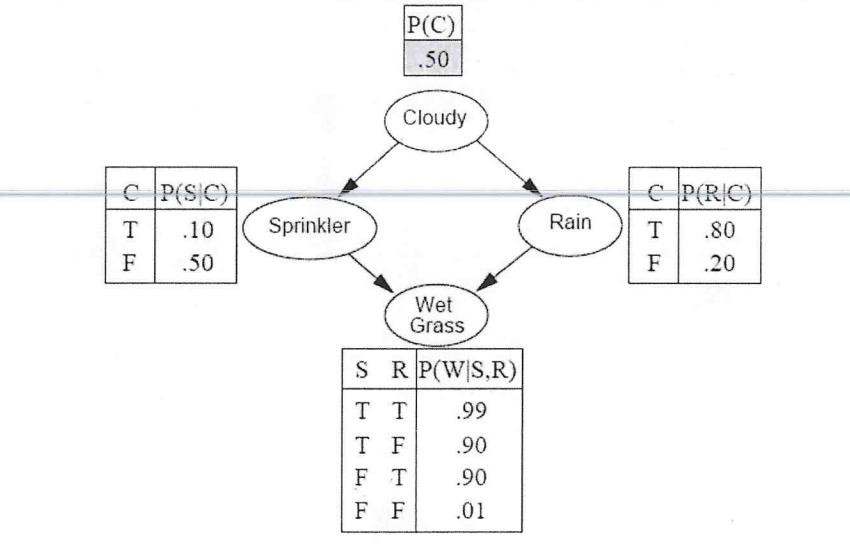 P(C)
.50
Cloudy
C P(S|C)
T .10
F .50
Sprinkler
Rain
C P(R|C)
T .80
F .20
Wet
Grass
S R P(W|S,R)
T T .99
T F .90
F T .90
F F .01